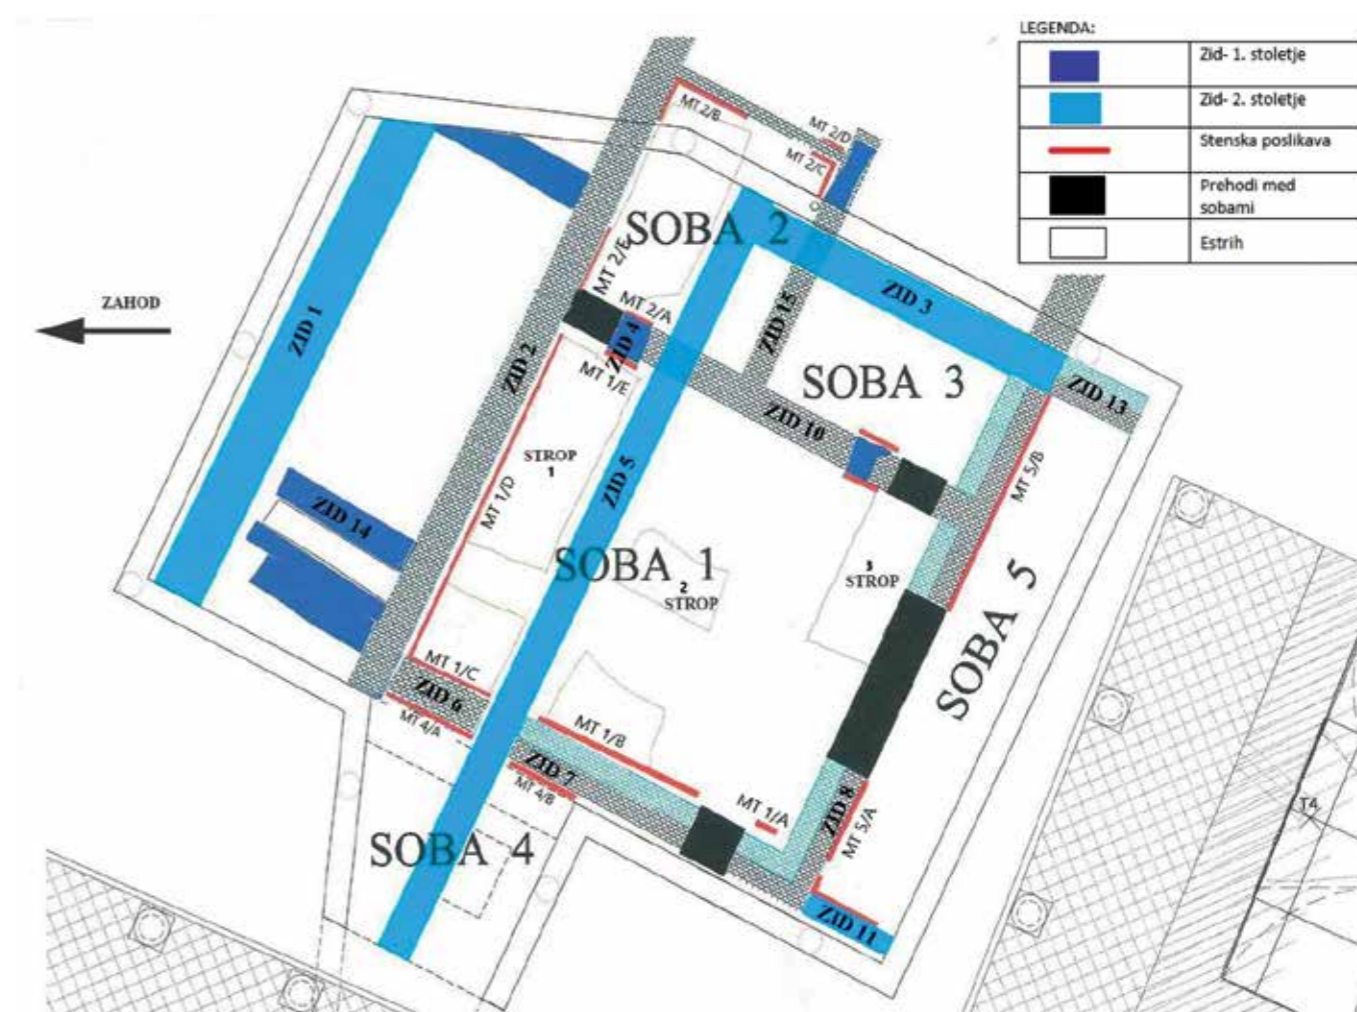 LEGENDA:
Zid- 1. stoletje
Zid- 2. stoletje
Stenska poslikava
Prehodi med
sobami
Estrih
MT 2/B
MT 2/D
MT 2/C
SOBA 2
MT 2/E
ZAHOD
ZID 1
MT 2/A
ZID 4
ZID 2
MT 1/E
ZID 15
ZID 3
SOBA 3
ZID 13
ZID 10
STROP
1
ZID 5
MT 1/D
MT 5/B
ZID 14
SOBA 1
2
STROP
3
STROP
SOBA 5
MT 1/C
ZID 6
MT 4/A
MT 1/B
ZID 7
MT 4/B
MT 1/A
ZID 8
MT 5/A
SOBA 4
ZID 11
T4